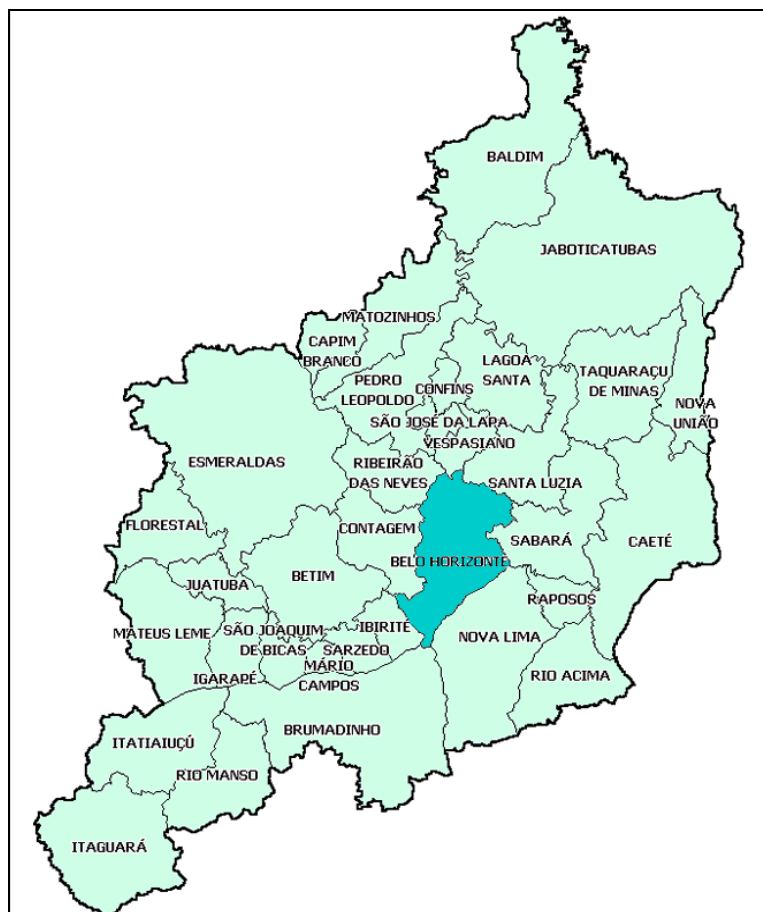 BALDIM
JABOTICATUBAS
MATOZINHOS
CAPIM
BRANCO
LAGOA
SANTA
TAQUARAÇU
DE MINAS
PEDRO
LEOPOLDO
CONFINS
NOVA
UNIÃO
SÃO JOSÉ DA LAPA
VESPASIANO
ESMERALDAS
RIBEIRÃO
DAS NEVES
SANTA LUZIA
FLORESTAL
CONTAGEM
SABARÁ
CAETÉ
BELO HORIZONTE
BETIM
JUATUBA
RAPOSOS
MATEUS LEME
SÃO JOAQUIM
DE BICAS
IBIRITÉ
NOVA LIMA
SARZEDO
MÁRIO
CAMPOS
IGARAPÉ
RIO ACIMA
BRUMADINHO
ITATIAIUÇÚ
RIO MANSO
ITAGUARÁ